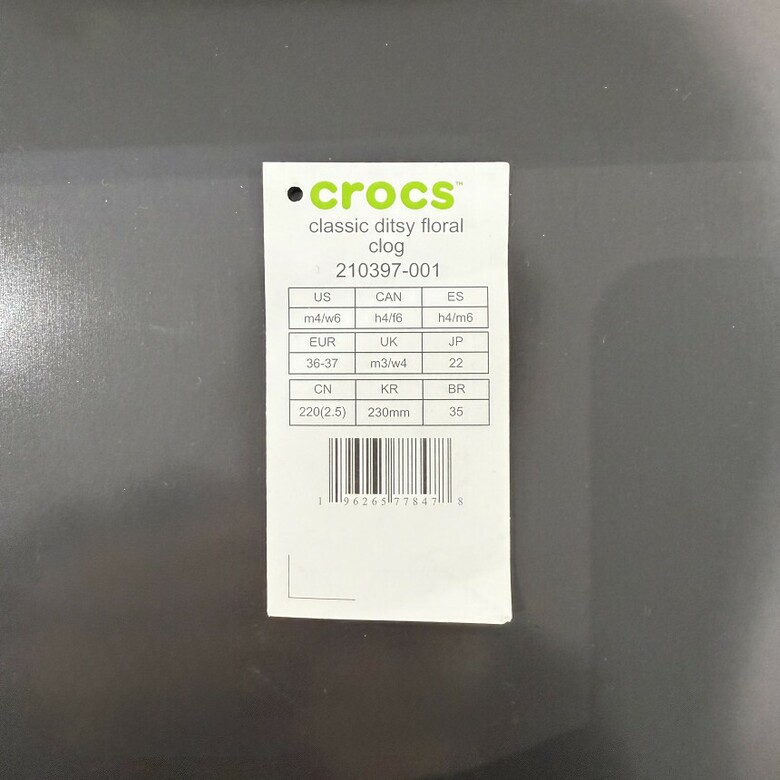 crocs™
classic ditsy floral
clog
210397-001
US CAN ES
m4/w6 h4/f6 h4/m6
EUR UK JP
36-37 m3/w4 22
CN KR BR
220(2.5) 230mm 35
1 96265 77847 8